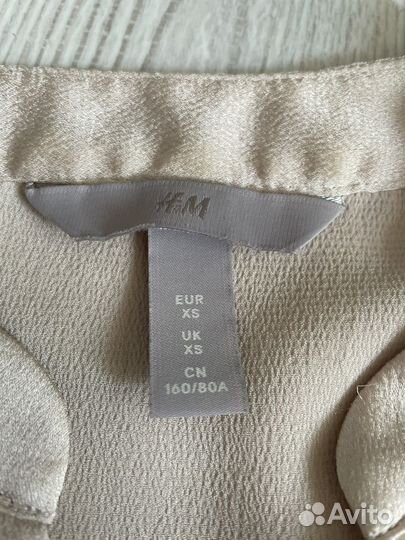 H&M
EUR
XS
UK
XS
CN
160/80A
Avito